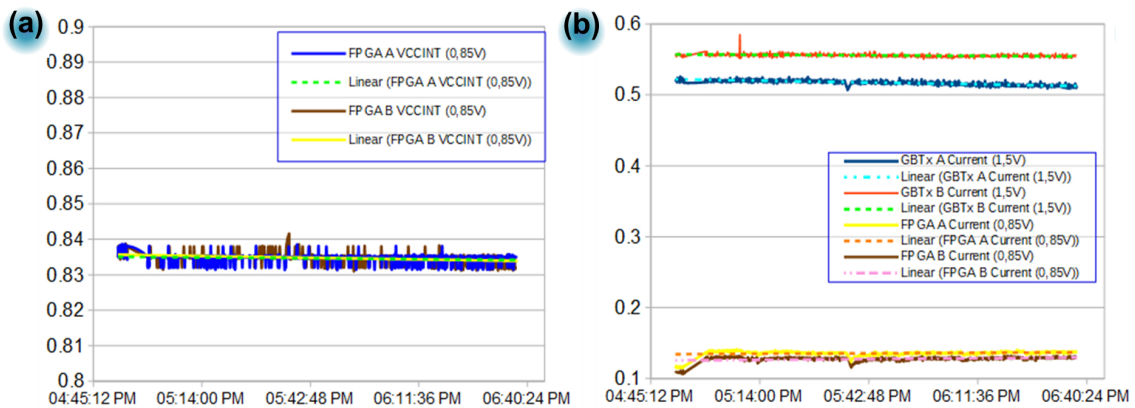 (a)
0.9
0.89
0.88
0.87
0.86
0.85
0.84
0.83
0.82
0.81
0.8
FPGA A VCCINT (0,85V)
Linear (FPGA A VCCINT (0,85V))
FPGA B VCCINT (0,85V)
Linear (FPGA B VCCINT (0,85V))
04:45:12 PM 05:14:00 PM 05:42:48 PM 06:11:36 PM 06:40:24 PM
(b)
0.6
0.5
0.4
0.3
0.2
0.1
GBTx A Current (1,5V)
Linear (GBTx A Current (1,5V))
GBTx B Current (1,5V)
Linear (GBTx B Current (1,5V))
FPGA A Current (0,85V)
Linear (FPGA A Current (0,85V))
FPGA B Current (0,85V)
Linear (FPGA B Current (0,85V))
04:45:12 PM 05:14:00 PM 05:42:48 PM 06:11:36 PM 06:40:24 PM